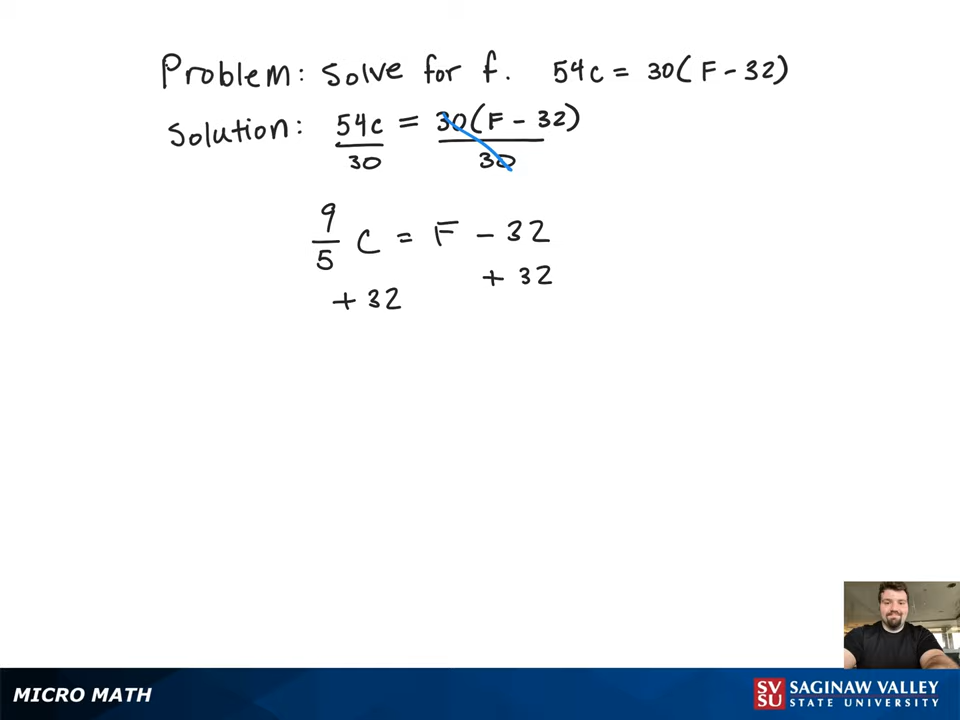 Problem: Solve for f. 54C = 30(F - 32)
Solution: 54C = 30(F - 32)
30 30
9
C = F - 32
5
+ 32
+ 32
MICRO MATH
SV SU SAGINAW VALLEY
STATE UNIVERSITY